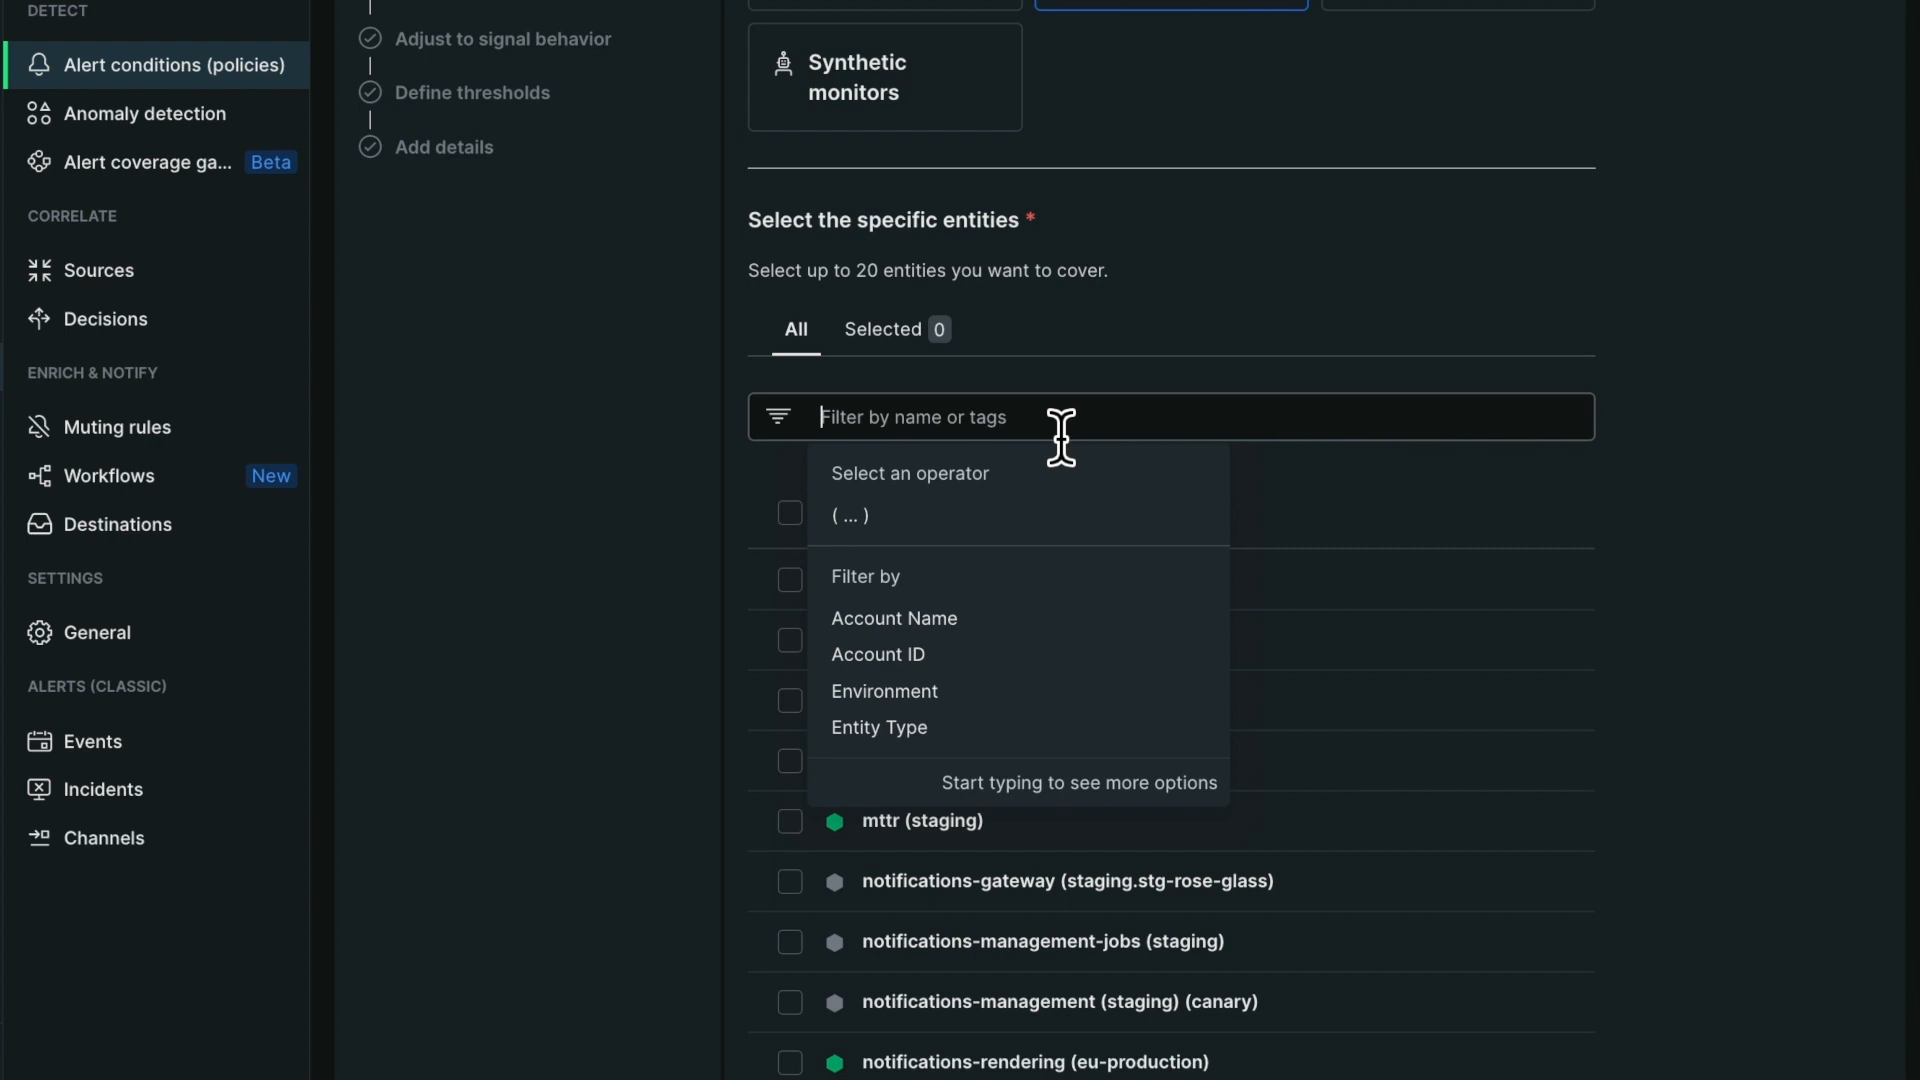 DETECT
Alert conditions (policies)
Anomaly detection
Alert coverage ga... Beta
CORRELATE
Sources
Decisions
ENRICH & NOTIFY
Muting rules
Workflows New
Destinations
SETTINGS
General
ALERTS (CLASSIC)
Events
Incidents
Channels
Adjust to signal behavior
Define thresholds
Add details
Synthetic
monitors
Select the specific entities *
Select up to 20 entities you want to cover.
All Selected 0
Filter by name or tags
Select an operator
( ... )
Filter by
Account Name
Account ID
Environment
Entity Type
Start typing to see more options
mttr (staging)
notifications-gateway (staging.stg-rose-glass)
notifications-management-jobs (staging)
notifications-management (staging) (canary)
notifications-rendering (eu-production)